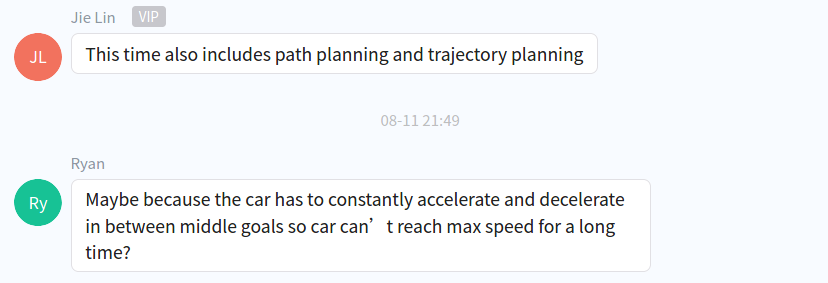 Jie Lin VIP
JL
This time also includes path planning and trajectory planning
08-11 21:49
Ryan
Ry
Maybe because the car has to constantly accelerate and decelerate
in between middle goals so car can’t reach max speed for a long
time?